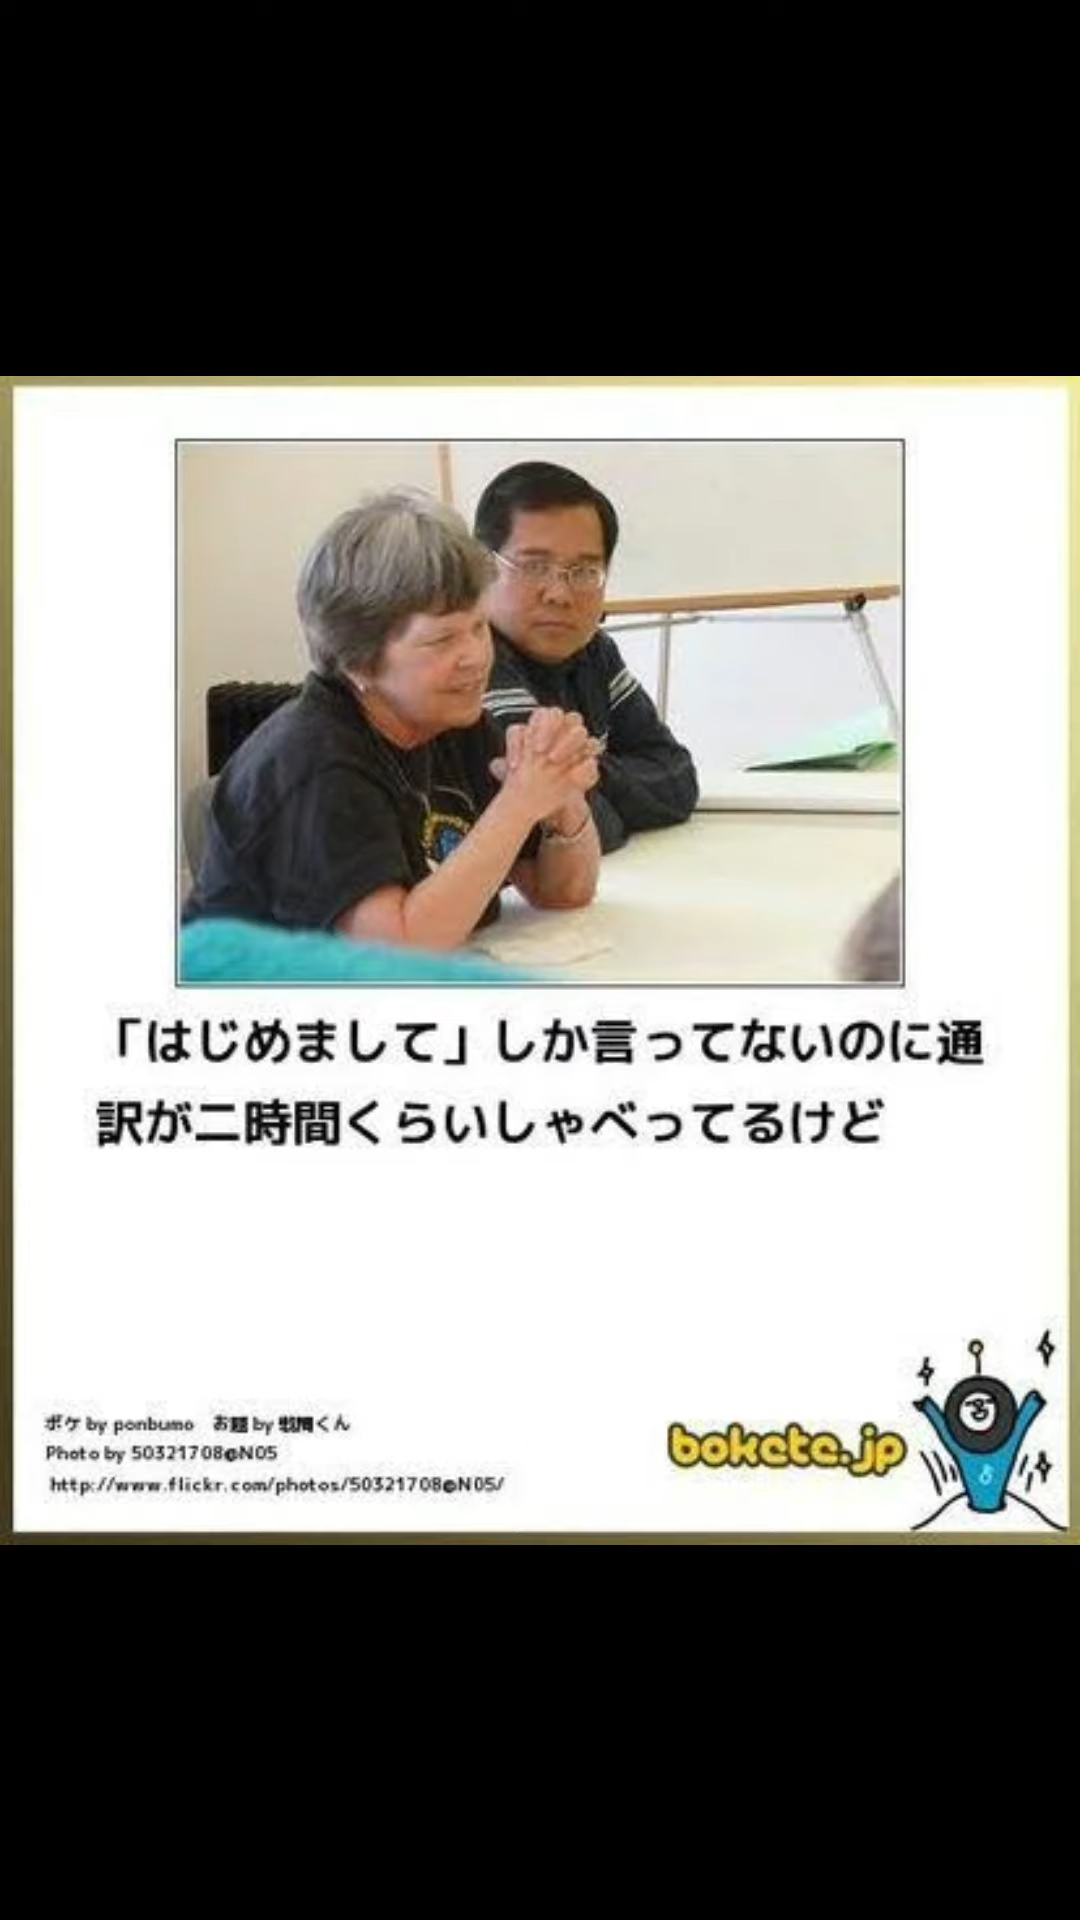 「はじめまして」しか言ってないのに通
訳が二時間くらいしゃべってるけど
ボケ by ponbumo お題 by くん
Photo by 50321708@N05
http://www.flickr.com/photos/50321708@N05/
bokete.jp